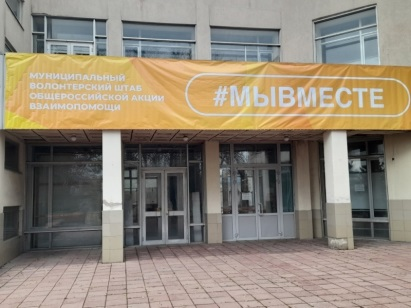 МУНИЦИПАЛЬНЫЙ
ВОЛОНТЕРСКИЙ ШТАБ
ОБЩЕРОССИЙСКОЙ АКЦИИ
ВЗАИМОПОМОЩИ
#МЫВМЕСТЕ